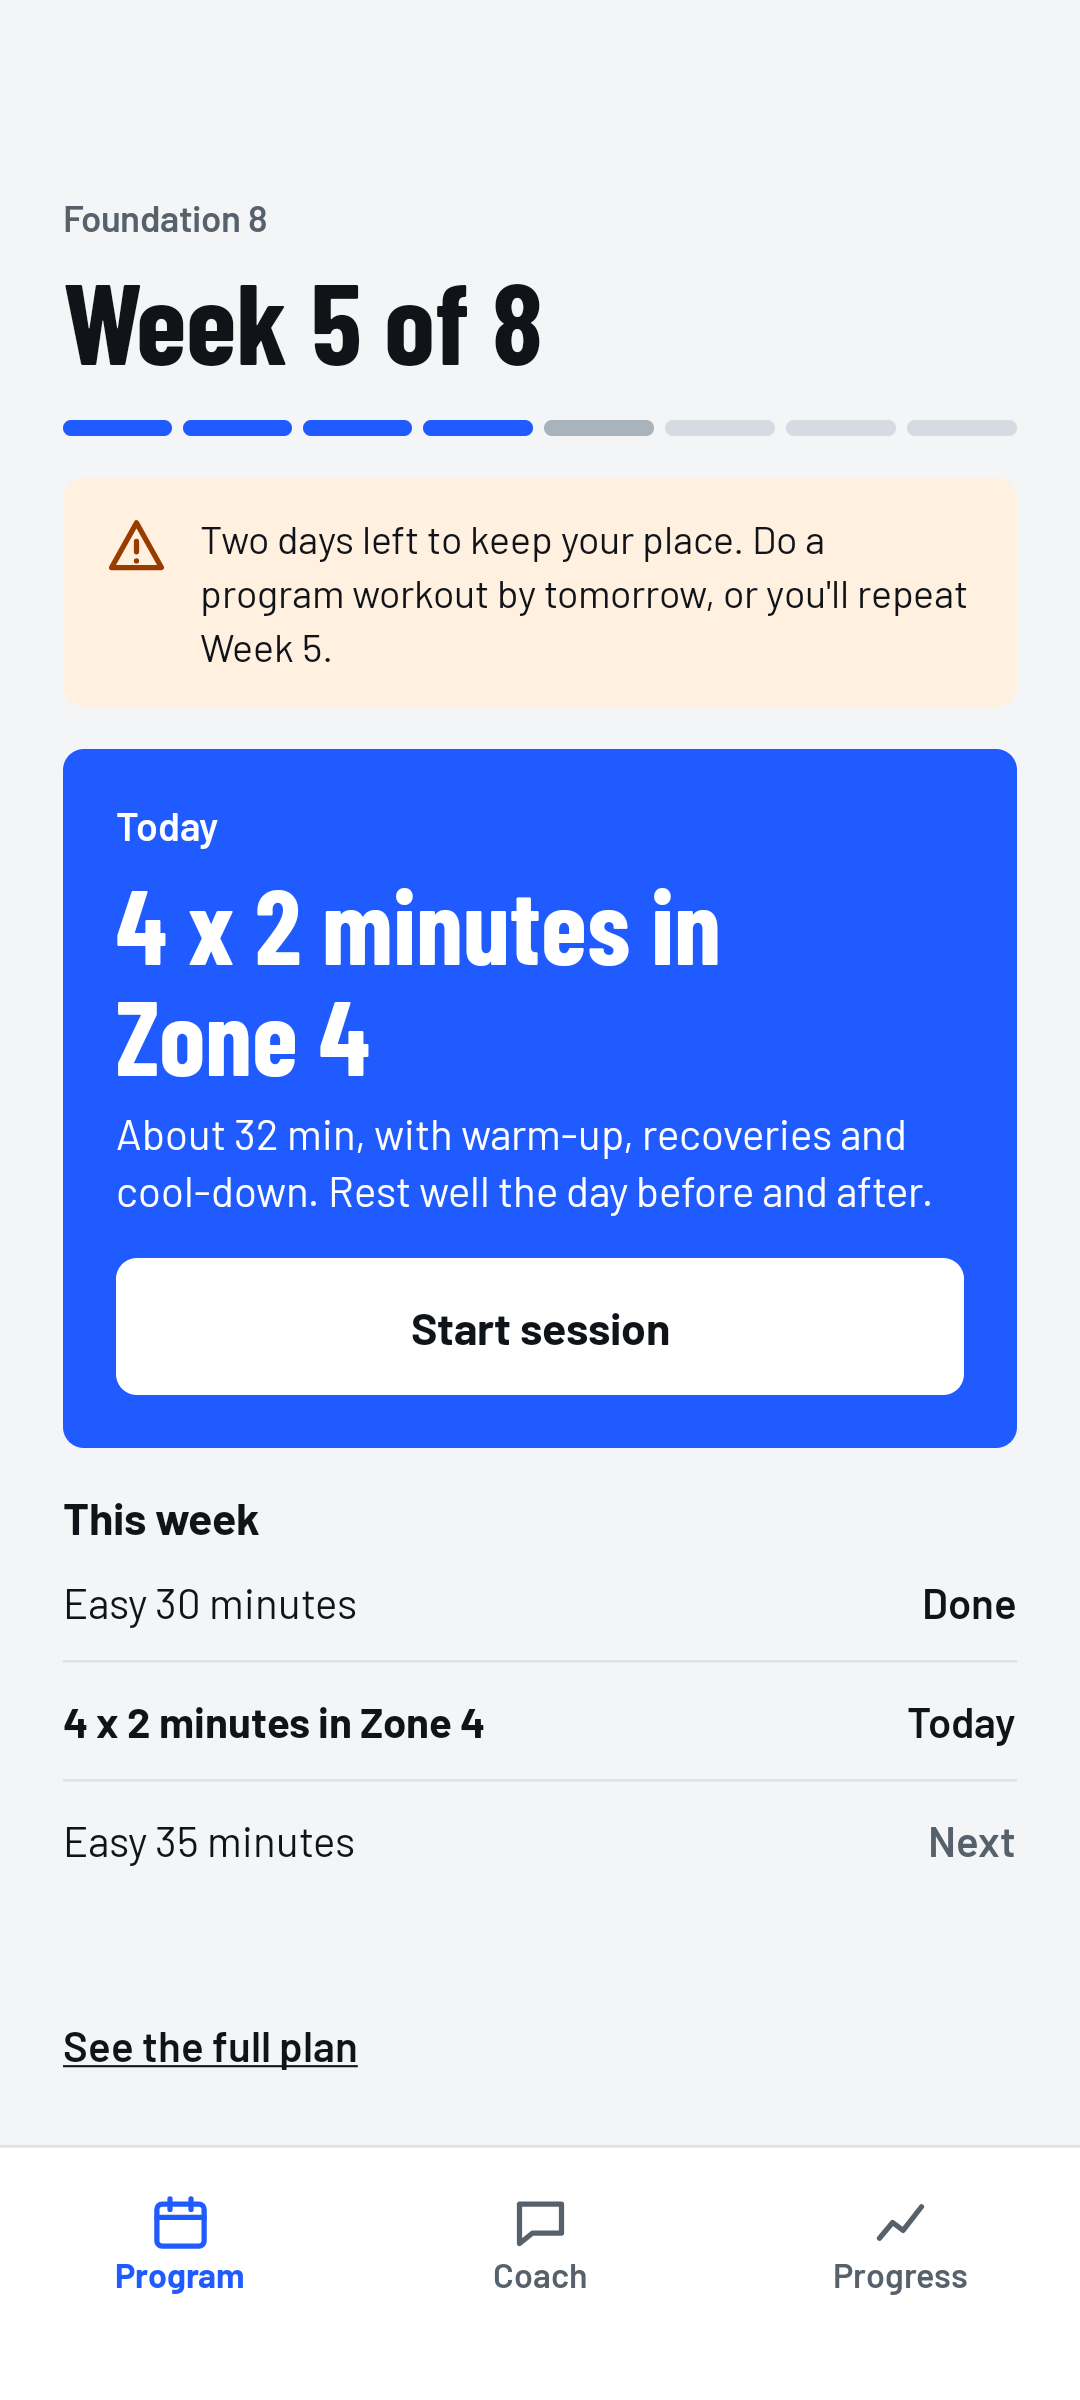 Foundation 8
Week 5 of 8
Two days left to keep your place. Do a
program workout by tomorrow, or you'll repeat
Week 5.
Today
4 x 2 minutes in
Zone 4
About 32 min, with warm-up, recoveries and
cool-down. Rest well the day before and after.
Start session
This week
Easy 30 minutes Done
4 x 2 minutes in Zone 4 Today
Easy 35 minutes Next
See the full plan
Program Coach Progress